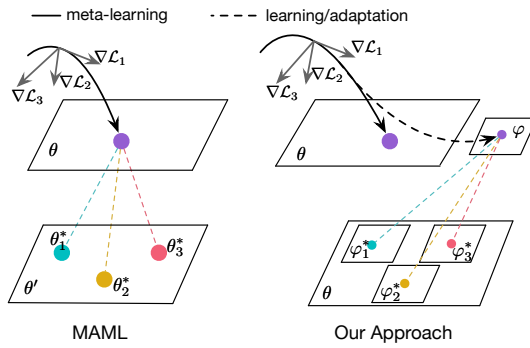 meta-learning learning/adaptation
∇ℒ₁
∇ℒ₂
∇ℒ₃
θ
θ₁*
θ₂*
θ₃*
θ′
MAML
∇ℒ₁
∇ℒ₂
∇ℒ₃
θ
φ
φ₁*
φ₂*
φ₃*
θ
Our Approach